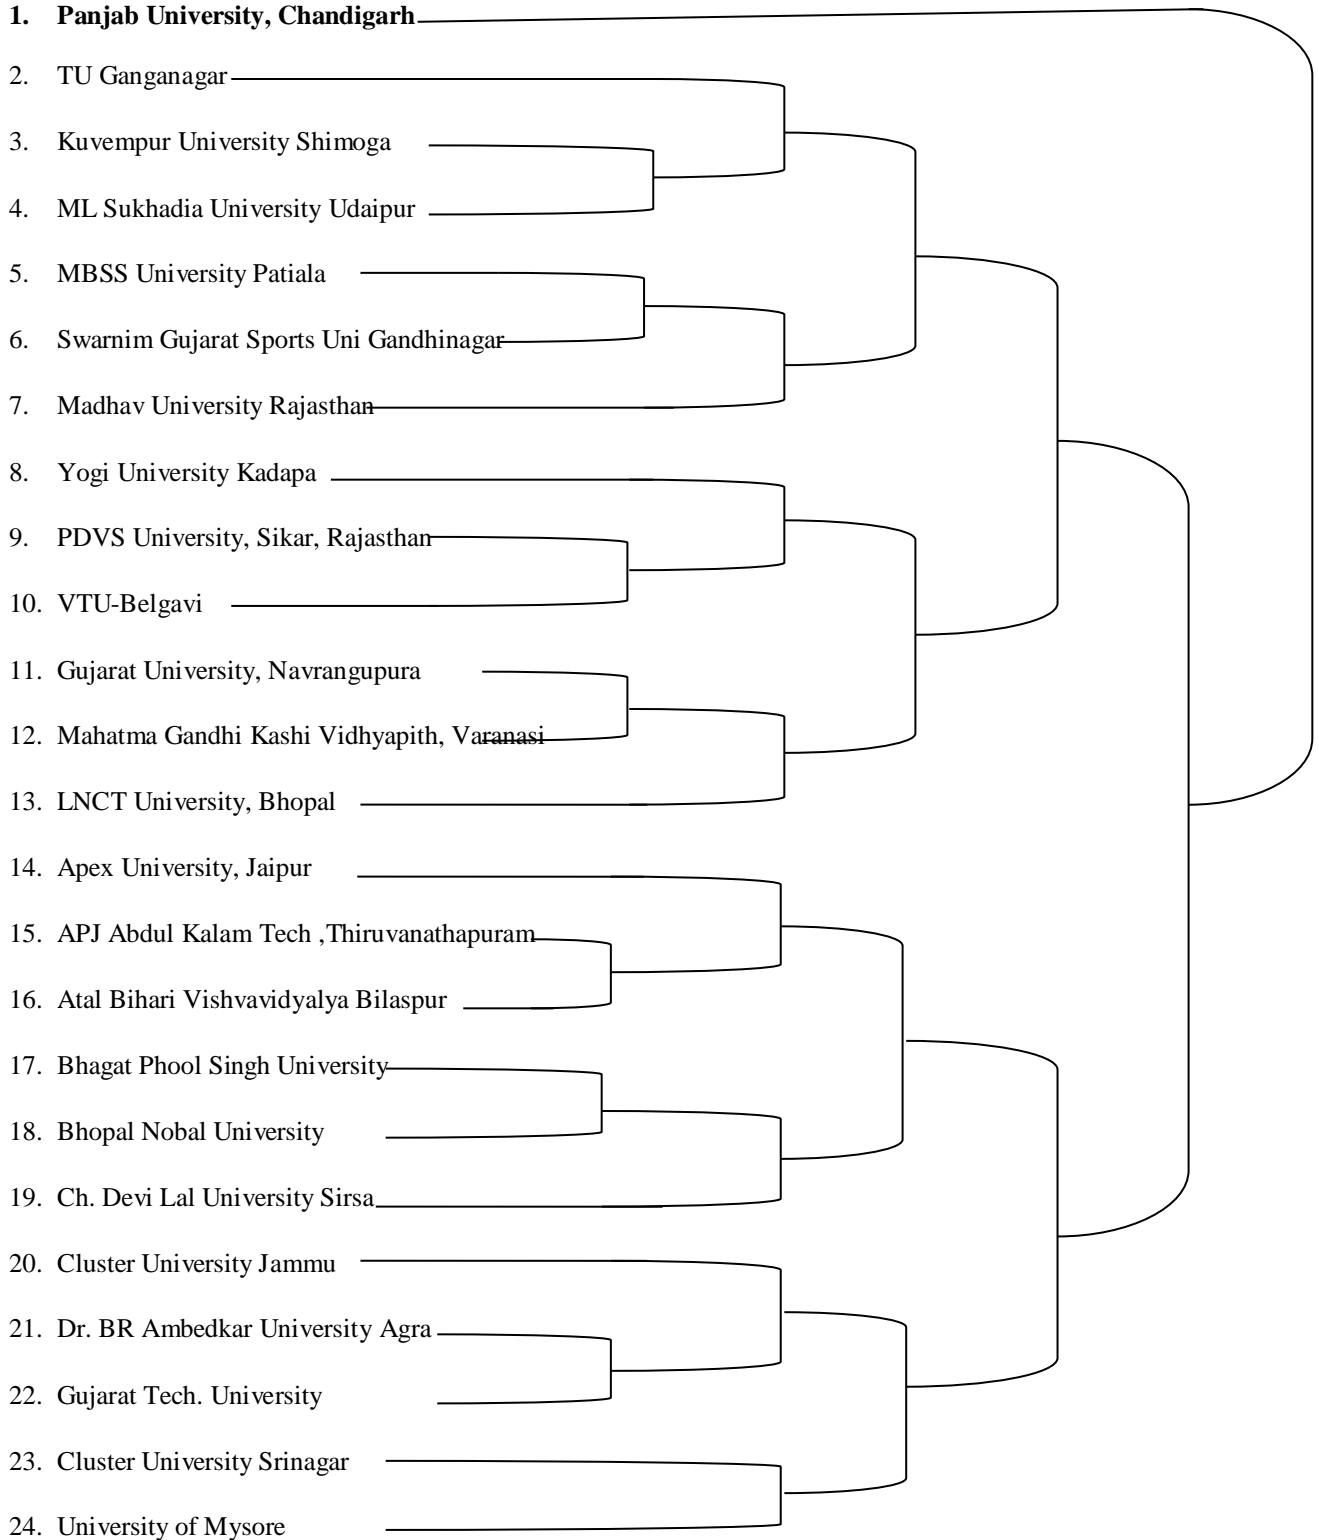 1. Panjab University, Chandigarh
2. TU Ganganagar
3. Kuvempur University Shimoga
4. ML Sukhadia University Udaipur
5. MBSS University Patiala
6. Swarnim Gujarat Sports Uni Gandhinagar
7. Madhav University Rajasthan
8. Yogi University Kadapa
9. PDVS University, Sikar, Rajasthan
10. VTU-Belgavi
11. Gujarat University, Navrangupura
12. Mahatma Gandhi Kashi Vidhyapith, Varanasi
13. LNCT University, Bhopal
14. Apex University, Jaipur
15. APJ Abdul Kalam Tech ,Thiruvanathapuram
16. Atal Bihari Vishvavidyalya Bilaspur
17. Bhagat Phool Singh University
18. Bhopal Nobal University
19. Ch. Devi Lal University Sirsa
20. Cluster University Jammu
21. Dr. BR Ambedkar University Agra
22. Gujarat Tech. University
23. Cluster University Srinagar
24. University of Mysore